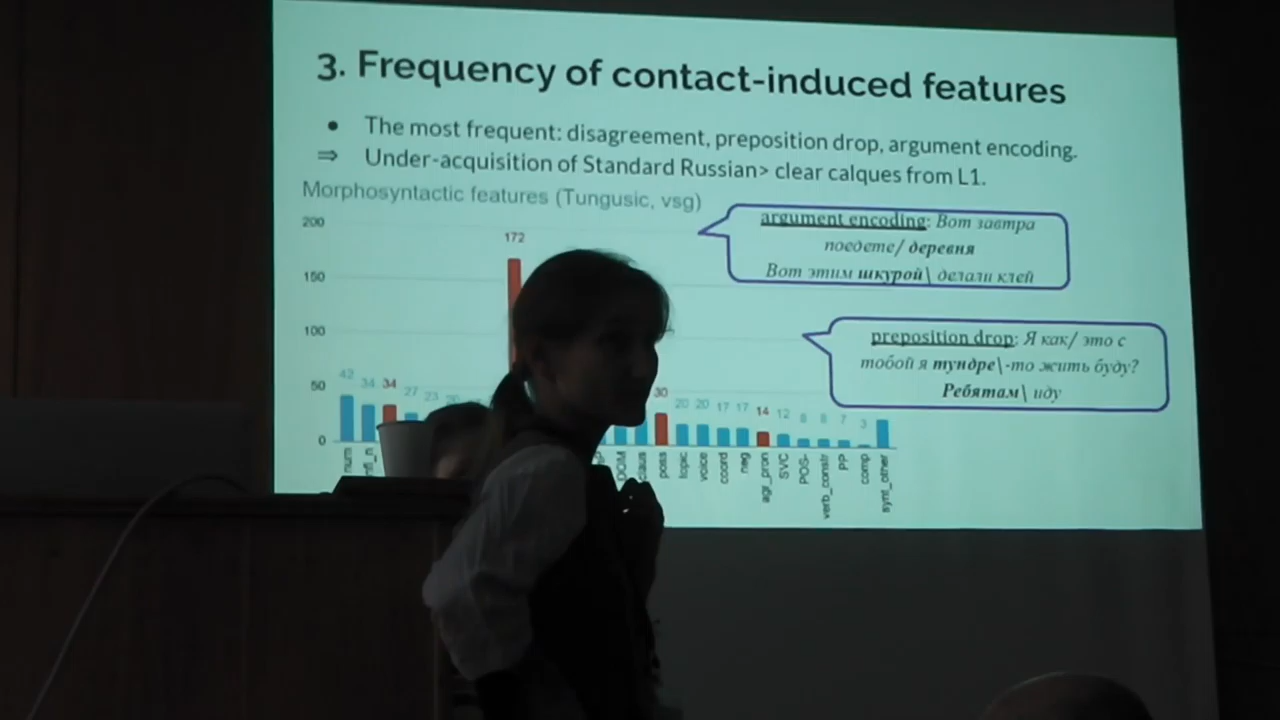 3. Frequency of contact-induced features
● The most frequent: disagreement, preposition drop, argument encoding.
⇒ Under-acquisition of Standard Russian> clear calques from L1.
Morphosyntactic features (Tungusic, vsg)
argument encoding: Вот завтра
поедете/ деревня
Вот этим шкурой\ делали клей
preposition drop: Я как/ это с
тобой я тундре\-то жить буду?
Ребятам\ иду
200
150
100
50
0
42 34 34 27 23
172
30 20 20 17 17 14 12 8 8 7 3
num
DOM
claus
poss
topic
voice
coord
neg
agr_pron
SVC
POS-
verb_constr
PP
comp
synt_other